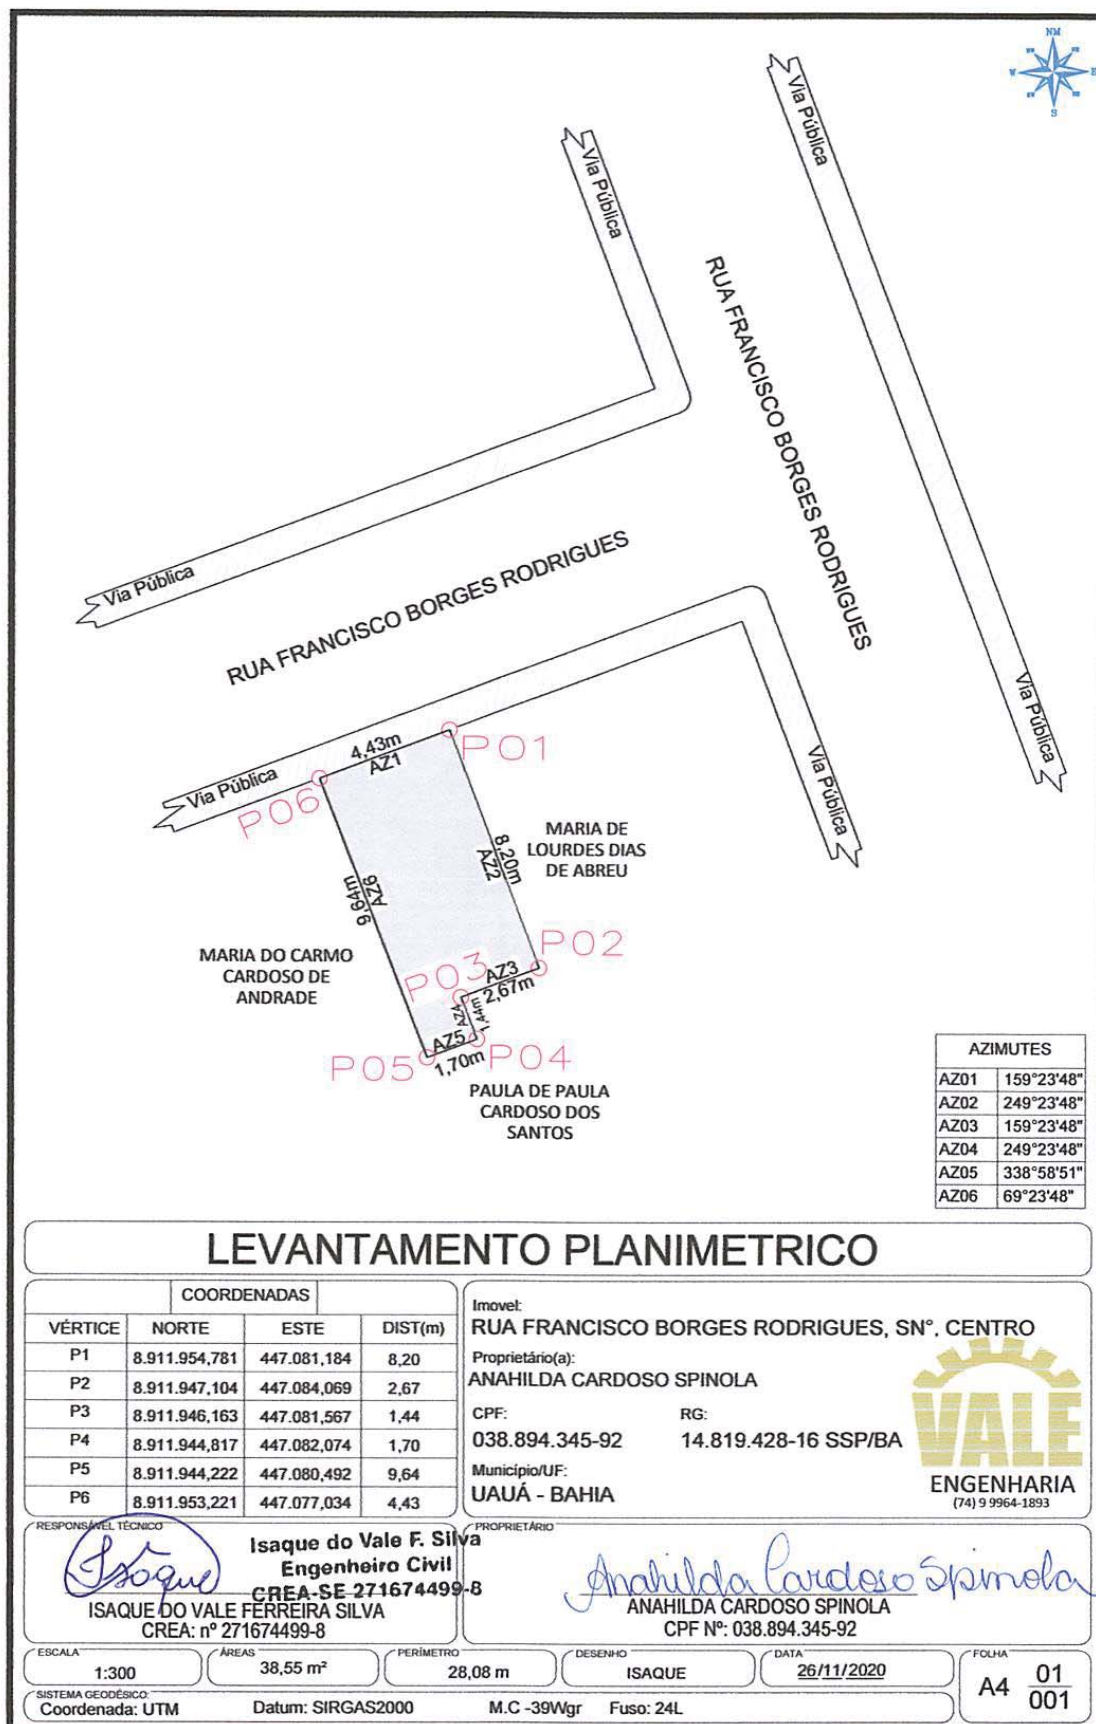 NM
W
E
S
Via Pública
Via Pública
RUA FRANCISCO BORGES RODRIGUES
Via Pública
RUA FRANCISCO BORGES RODRIGUES
Via Pública
Via Pública
Via Pública
4,43m
AZ1
P01
P06
8,20m
AZ2
MARIA DE
LOURDES DIAS
DE ABREU
9,64m
AZ6
MARIA DO CARMO
CARDOSO DE
ANDRADE
P02
P03
AZ3
2,67m
AZ4
1,44m
AZ5
1,70m
P04
P05
PAULA DE PAULA
CARDOSO DOS
SANTOS
AZIMUTES
AZ01 159°23'48"
AZ02 249°23'48"
AZ03 159°23'48"
AZ04 249°23'48"
AZ05 338°58'51"
AZ06 69°23'48"
LEVANTAMENTO PLANIMETRICO
COORDENADAS
VÉRTICE NORTE ESTE DIST(m)
P1 8.911.954,781 447.081,184 8,20
P2 8.911.947,104 447.084,069 2,67
P3 8.911.946,163 447.081,567 1,44
P4 8.911.944,817 447.082,074 1,70
P5 8.911.944,222 447.080,492 9,64
P6 8.911.953,221 447.077,034 4,43
Imovel:
RUA FRANCISCO BORGES RODRIGUES, SN°. CENTRO
Proprietário(a):
ANAHILDA CARDOSO SPINOLA
CPF: RG:
038.894.345-92 14.819.428-16 SSP/BA
Município/UF:
UAUÁ - BAHIA
VALE
ENGENHARIA
(74) 9 9964-1893
RESPONSÁVEL TÉCNICO
Isaque
Isaque do Vale F. Silva
Engenheiro Civil
CREA-SE 271674499-8
ISAQUE DO VALE FERREIRA SILVA
CREA: nº 271674499-8
PROPRIETÁRIO
Anahilda Cardoso Spinola
ANAHILDA CARDOSO SPINOLA
CPF Nº: 038.894.345-92
ESCALA
1:300
ÁREAS
38,55 m²
PERÍMETRO
28,08 m
DESENHO
ISAQUE
DATA
26/11/2020
FOLHA
A4 01
001
SISTEMA GEODÉSICO:
Coordenada: UTM Datum: SIRGAS2000 M.C -39Wgr Fuso: 24L